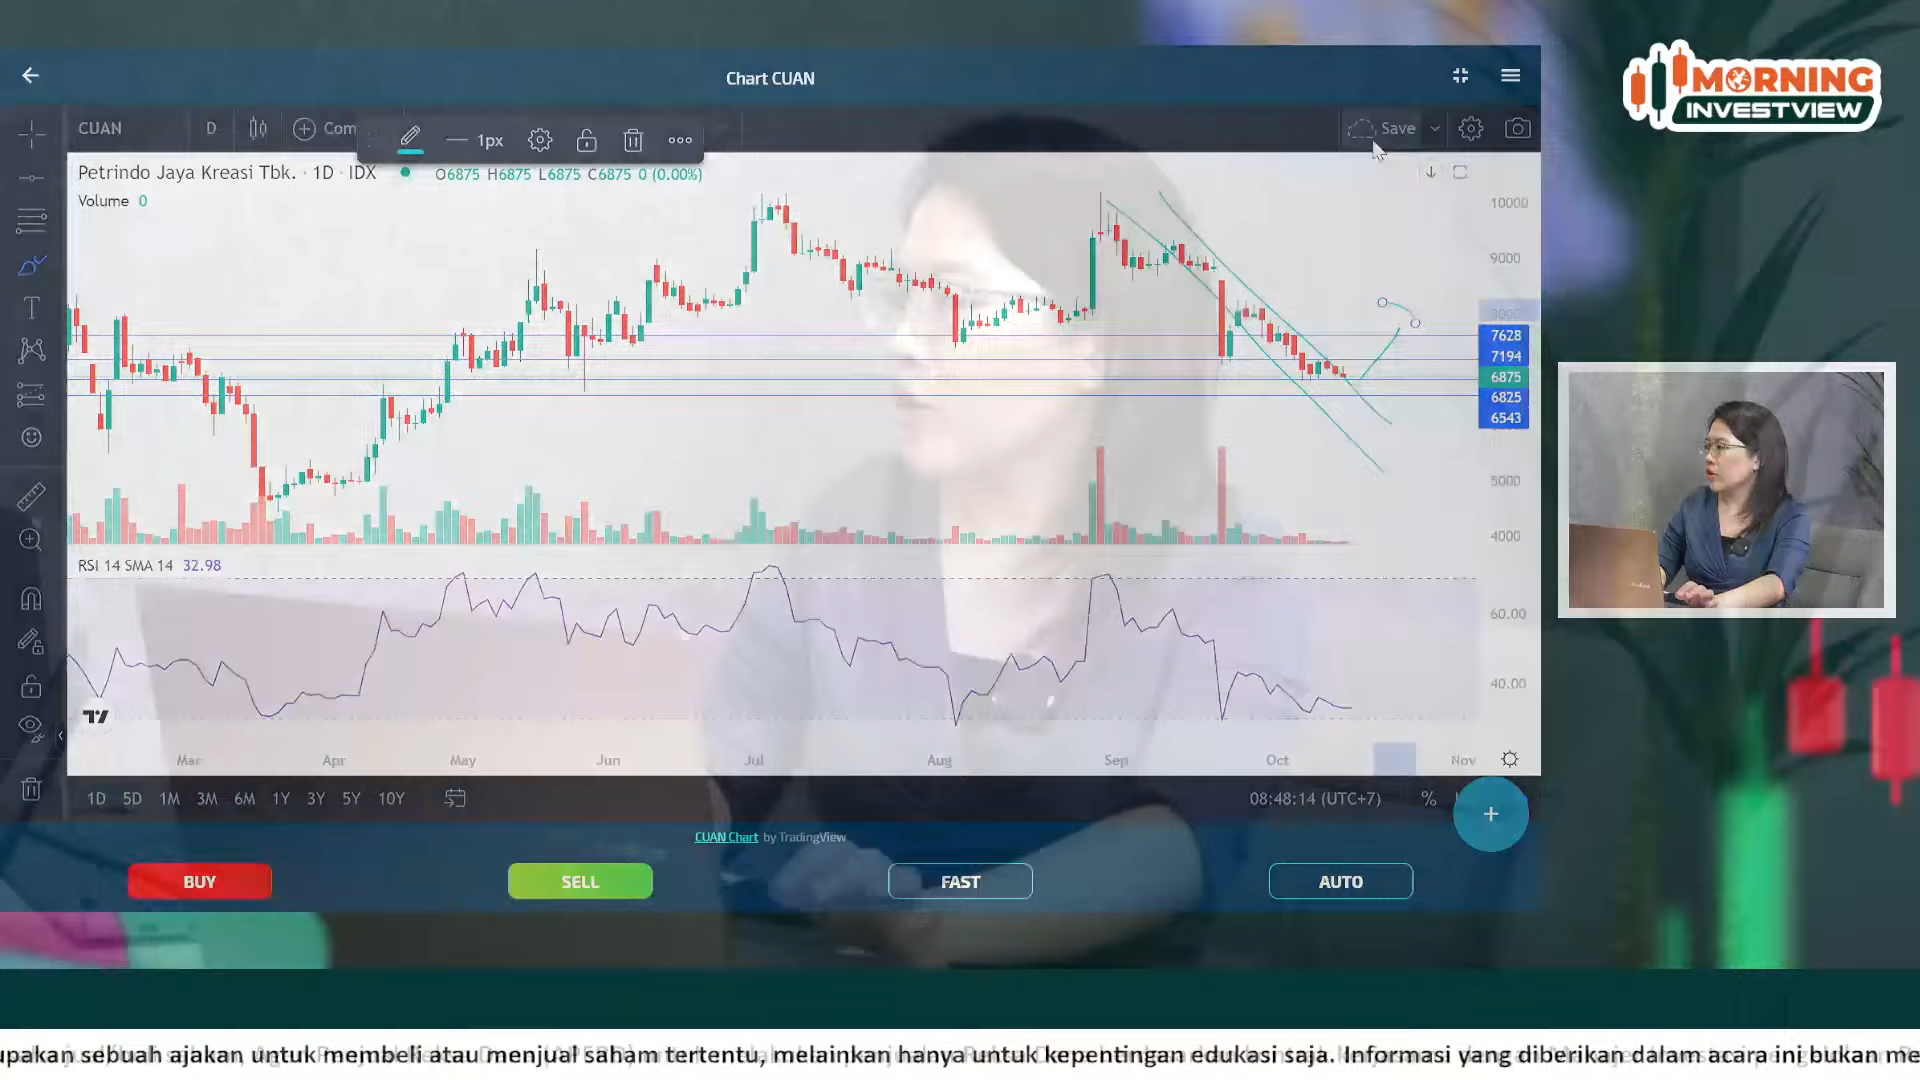 Chart CUAN
MORNING
INVESTVIEW
CUAN D Com 1px Save
Petrindo Jaya Kreasi Tbk. · 1D · IDX O6875 H6875 L6875 C6875 0 (0.00%)
Volume 0
10000
9000
7628
7194
6875
6825
6543
5000
4000
RSI 14 SMA 14 32.98
60.00
40.00
Mar Apr May Jun Jul Aug Sep Oct Nov
1D 5D 1M 3M 6M 1Y 3Y 5Y 10Y 08:48:14 (UTC+7) %
CUAN Chart by TradingView
BUY SELL FAST AUTO
upakan sebuah ajakan untuk membeli atau menjual saham tertentu, melainkan hanya untuk kepentingan edukasi saja. Informasi yang diberikan dalam acara ini bukan me